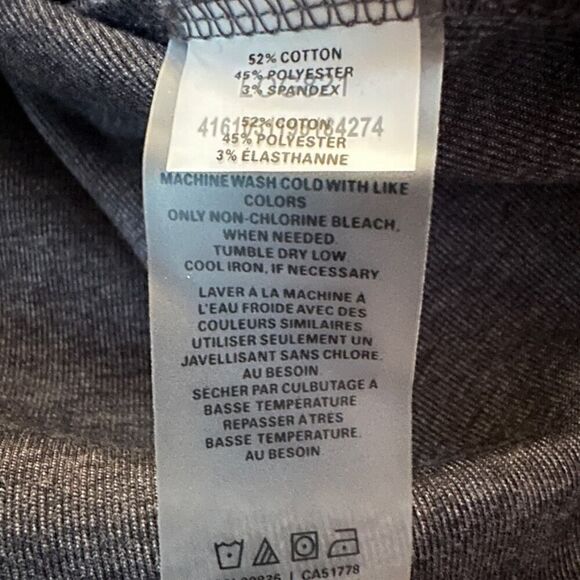 52% COTTON
45% POLYESTER
3% SPANDEX
52% COTON
45% POLYESTER
3% ÉLASTHANNE
MACHINE WASH COLD WITH LIKE
COLORS
ONLY NON-CHLORINE BLEACH,
WHEN NEEDED.
TUMBLE DRY LOW
COOL IRON, IF NECESSARY
LAVER À LA MACHINE À
L'EAU FROIDE AVEC DES
COULEURS SIMILAIRES
UTILISER SEULEMENT UN
JAVELLISANT SANS CHLORE.
AU BESOIN.
SÉCHER PAR CULBUTAGE À
BASSE TEMPÉRATURE
REPASSER À TRÈS
BASSE TEMPÉRATURE.
AU BESOIN
CA51778